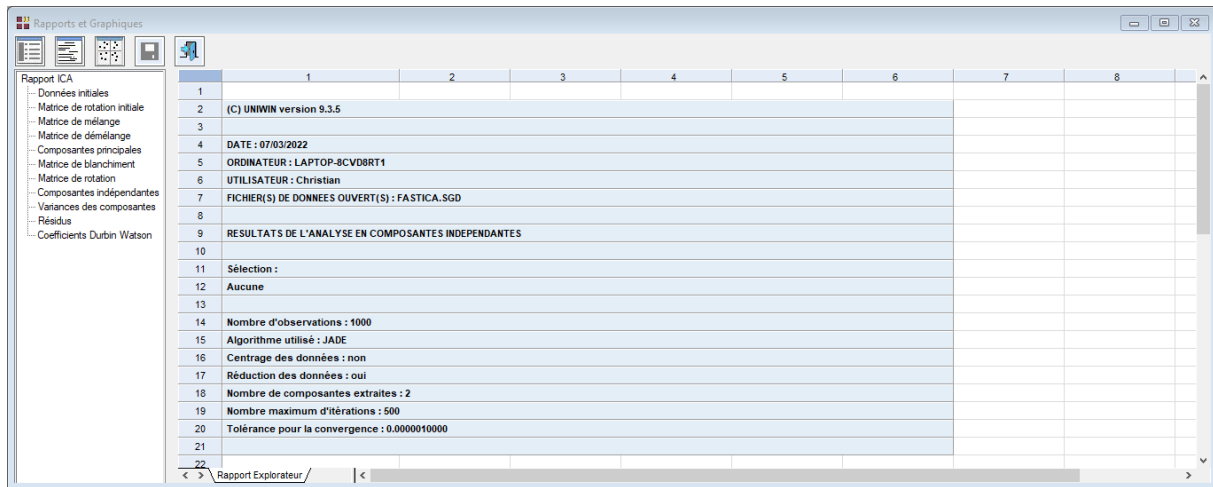 Rapports et Graphiques
Rapport ICA
Données initiales
Matrice de rotation initiale
Matrice de mélange
Matrice de démélange
Composantes principales
Matrice de blanchiment
Matrice de rotation
Composantes indépendantes
Variances des composantes
Résidus
Coefficients Durbin Watson
1 2 3 4 5 6 7 8
1
2 (C) UNIWIN version 9.3.5
3
4 DATE : 07/03/2022
5 ORDINATEUR : LAPTOP-8CVD8RT1
6 UTILISATEUR : Christian
7 FICHIER(S) DE DONNEES OUVERT(S) : FASTICA.SGD
8
9 RESULTATS DE L'ANALYSE EN COMPOSANTES INDEPENDANTES
10
11 Sélection :
12 Aucune
13
14 Nombre d'observations : 1000
15 Algorithme utilisé : JADE
16 Centrage des données : non
17 Réduction des données : oui
18 Nombre de composantes extraites : 2
19 Nombre maximum d'itérations : 500
20 Tolérance pour la convergence : 0.0000010000
21
22
Rapport Explorateur